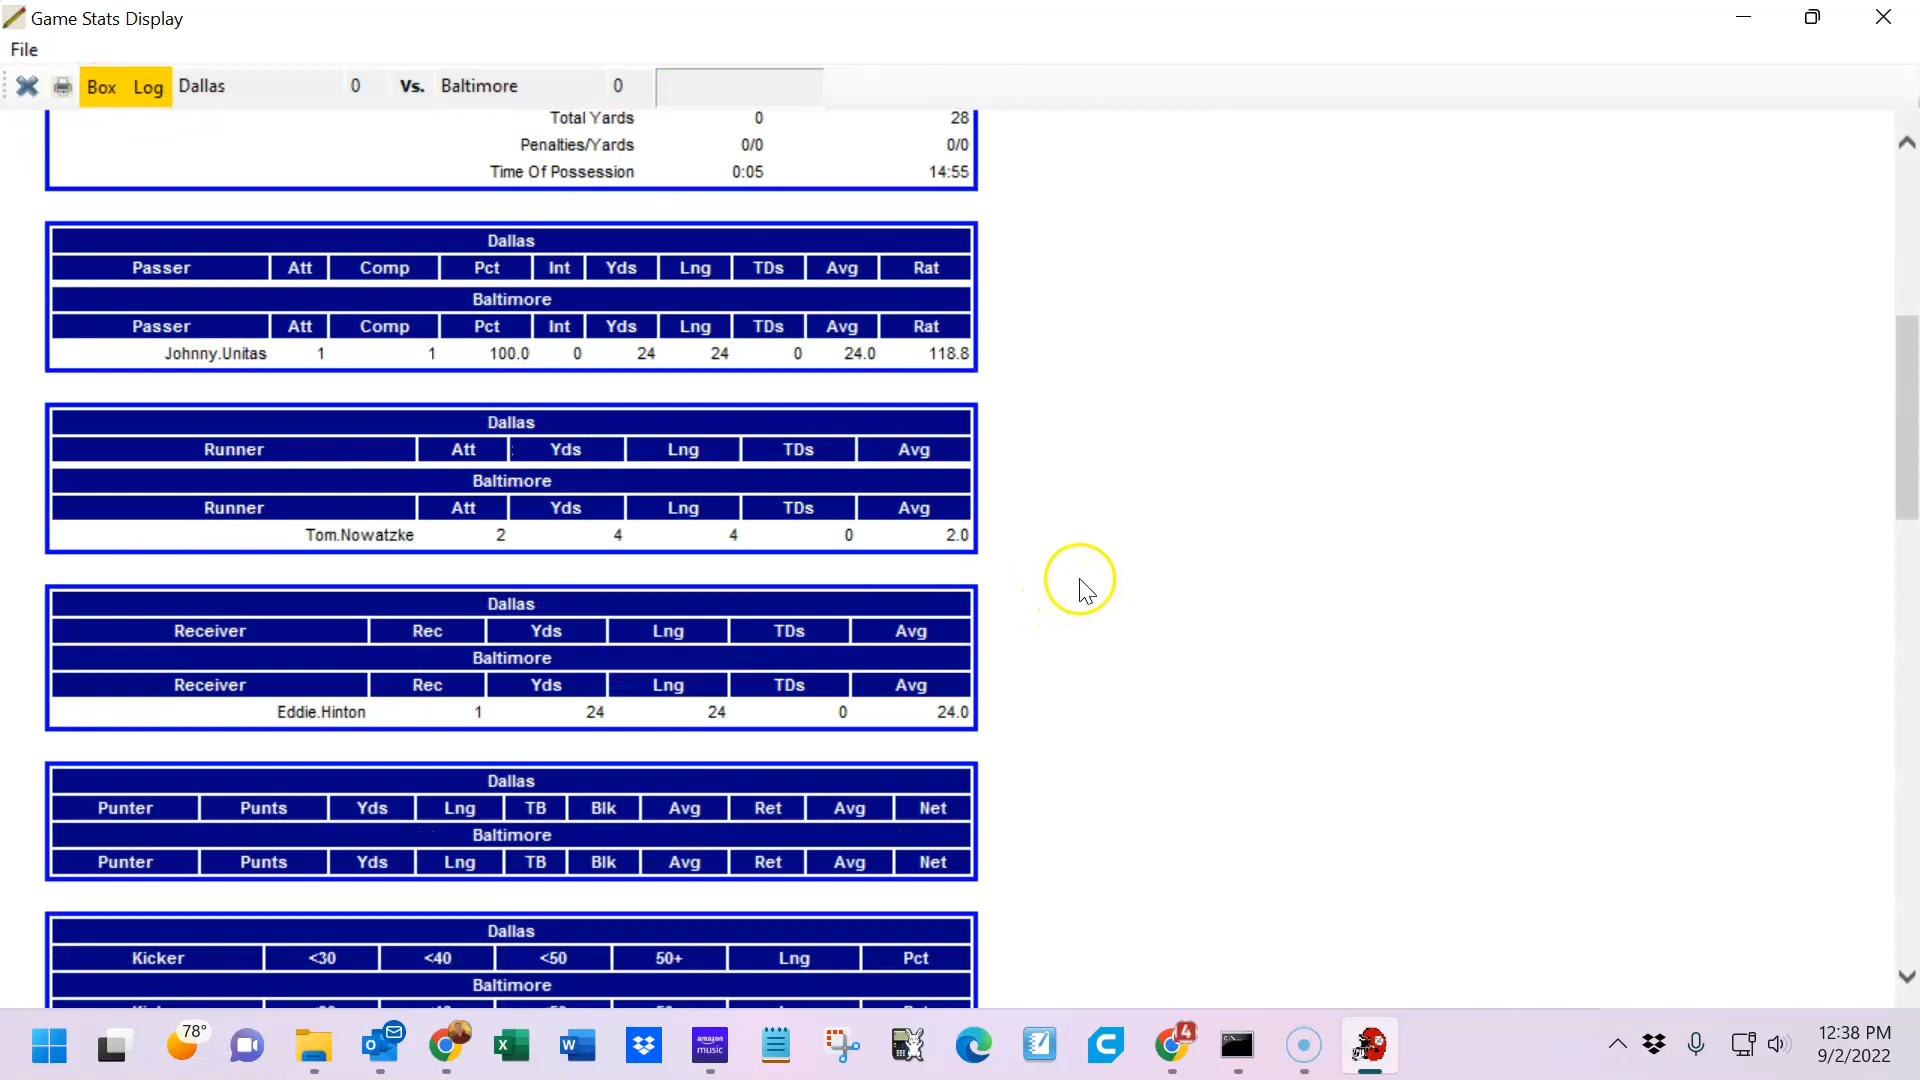 Game Stats Display
File
Box Log Dallas 0 Vs. Baltimore 0
Total Yards 0 28
Penalties/Yards 0/0 0/0
Time Of Possession 0:05 14:55
Dallas
Passer Att Comp Pct Int Yds Lng TDs Avg Rat
Baltimore
Passer Att Comp Pct Int Yds Lng TDs Avg Rat
Johnny.Unitas 1 1 100.0 0 24 24 0 24.0 118.8
Dallas
Runner Att Yds Lng TDs Avg
Baltimore
Runner Att Yds Lng TDs Avg
Tom.Nowatzke 2 4 4 0 2.0
Dallas
Receiver Rec Yds Lng TDs Avg
Baltimore
Receiver Rec Yds Lng TDs Avg
Eddie.Hinton 1 24 24 0 24.0
Dallas
Punter Punts Yds Lng TB Blk Avg Ret Avg Net
Baltimore
Punter Punts Yds Lng TB Blk Avg Ret Avg Net
Dallas
Kicker <30 <40 <50 50+ Lng Pct
Baltimore
78°
amazon music
4
12:38 PM
9/2/2022